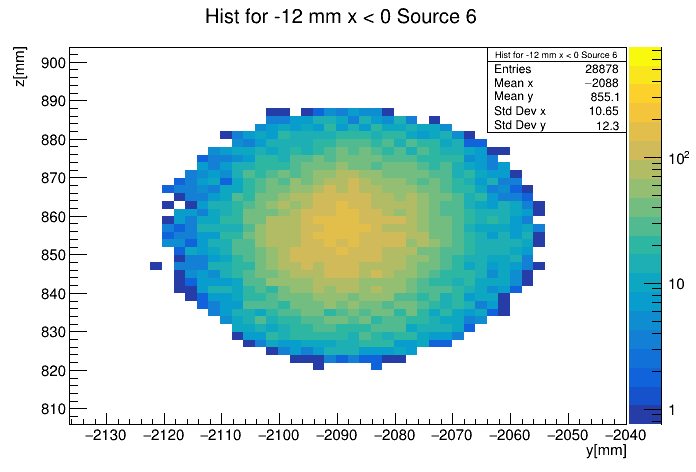 Hist for -12 mm x < 0 Source 6
z[mm]
Hist for -12 mm x < 0 Source 6
Entries 28878
Mean x −2088
Mean y 855.1
Std Dev x 10.65
Std Dev y 12.3
900
890
880
870
860
850
840
830
820
810
10²
10
1
−2130 −2120 −2110 −2100 −2090 −2080 −2070 −2060 −2050 −2040
y[mm]